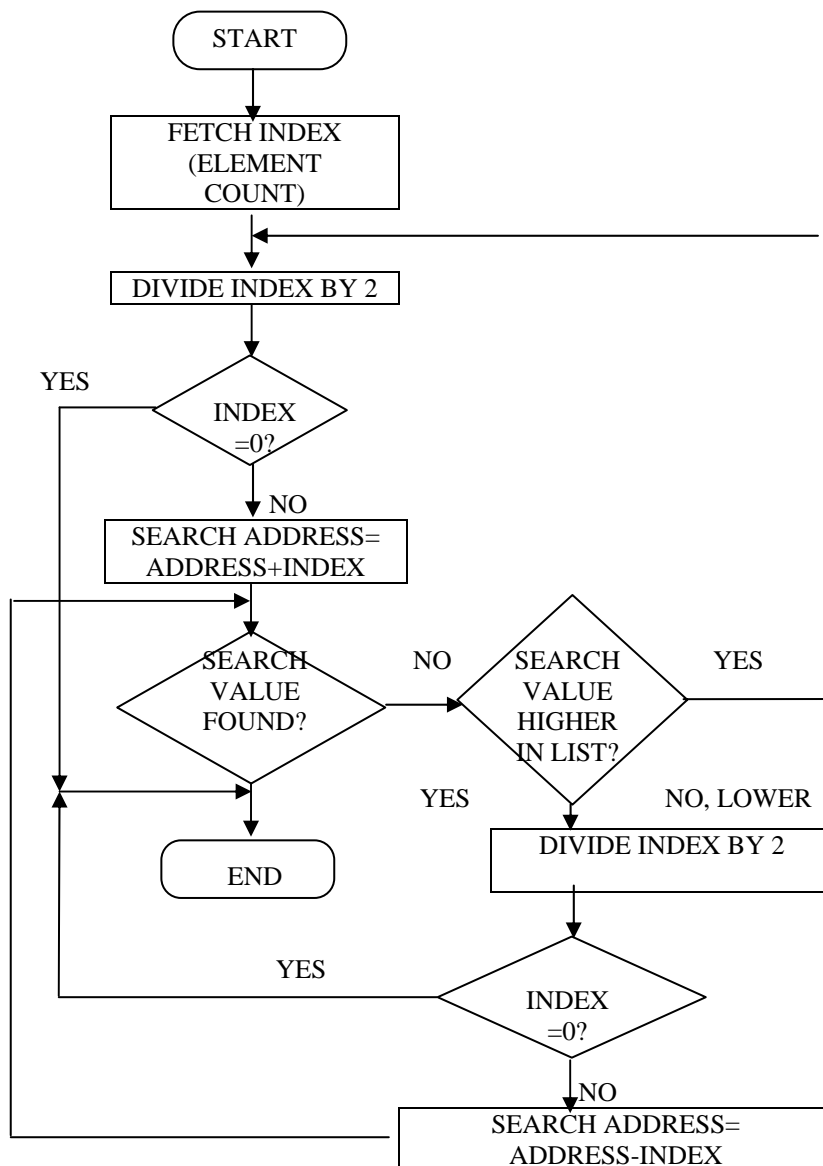 START
FETCH INDEX
(ELEMENT
COUNT)
DIVIDE INDEX BY 2
YES
INDEX
=0?
NO
SEARCH ADDRESS=
ADDRESS+INDEX
SEARCH
VALUE
FOUND?
NO
SEARCH
VALUE
HIGHER
IN LIST?
YES
YES
NO, LOWER
DIVIDE INDEX BY 2
END
YES
INDEX
=0?
NO
SEARCH ADDRESS=
ADDRESS-INDEX